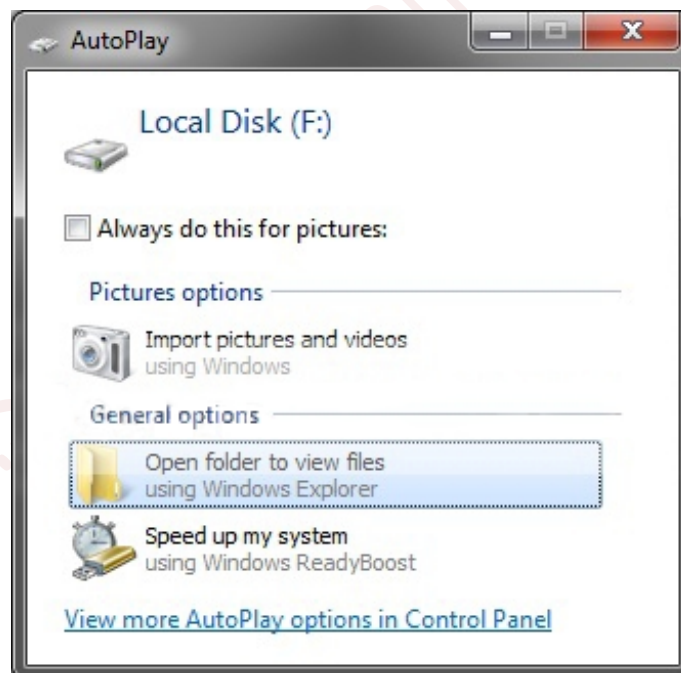 AutoPlay
Local Disk (F:)
Always do this for pictures:
Pictures options
Import pictures and videos
using Windows
General options
Open folder to view files
using Windows Explorer
Speed up my system
using Windows ReadyBoost
View more AutoPlay options in Control Panel